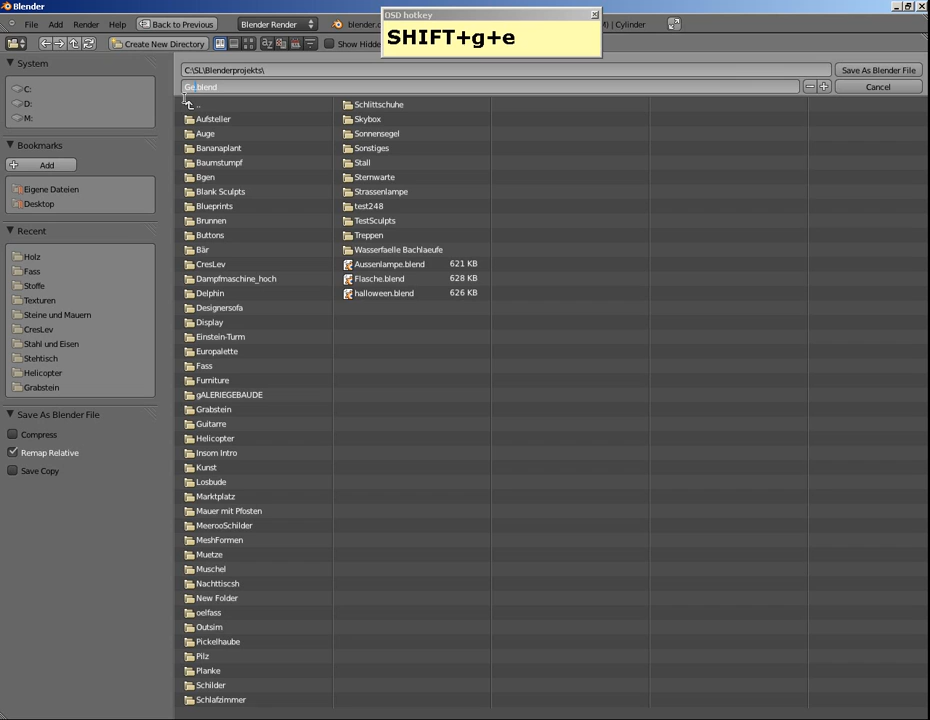 Blender
OSD hotkey
SHIFT+g+e
File Add Render Help Back to Previous Blender Render blender. | M) | Cylinder
Create New Directory Show Hidd
System
C:
D:
M:
Bookmarks
Add
Eigene Dateien
Desktop
Recent
Holz
Fass
Stoffe
Texturen
Steine und Mauern
CresLev
Stahl und Eisen
Stehtisch
Helicopter
Grabstein
Save As Blender File
Compress
Remap Relative
Save Copy
C:\SL\Blenderprojekts\
Save As Blender File
Ge.blend
Cancel
..
Aufsteller
Auge
Bananaplant
Baumstumpf
Bgen
Blank Sculpts
Blueprints
Brunnen
Buttons
Bär
CresLev
Dampfmaschine_hoch
Delphin
Designersofa
Display
Einstein-Turm
Europalette
Fass
Furniture
gALERIEGEBAUDE
Grabstein
Guitarre
Helicopter
Insom Intro
Kunst
Losbude
Marktplatz
Mauer mit Pfosten
MeerooSchilder
MeshFormen
Muetze
Muschel
Nachttiscsh
New Folder
oelfass
Outsim
Pickelhaube
Pilz
Planke
Schilder
Schlafzimmer
Schlittschuhe
Skybox
Sonnensegel
Sonstiges
Stall
Sternwarte
Strassenlampe
test248
TestSculpts
Treppen
Wasserfaelle Bachlaeufe
Aussenlampe.blend 621 KB
Flasche.blend 628 KB
halloween.blend 626 KB